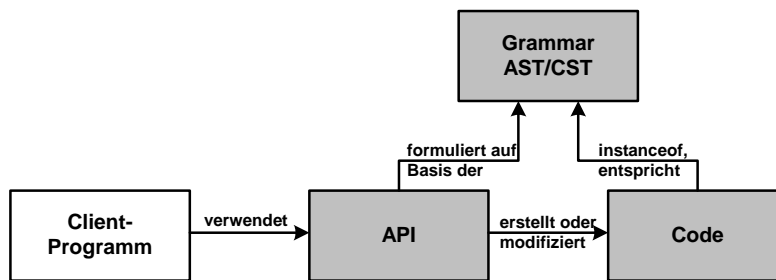 Grammar
AST/CST
formuliert auf
Basis der
instanceof,
entspricht
Client-
Programm
verwendet
API
erstellt oder
modifiziert
Code